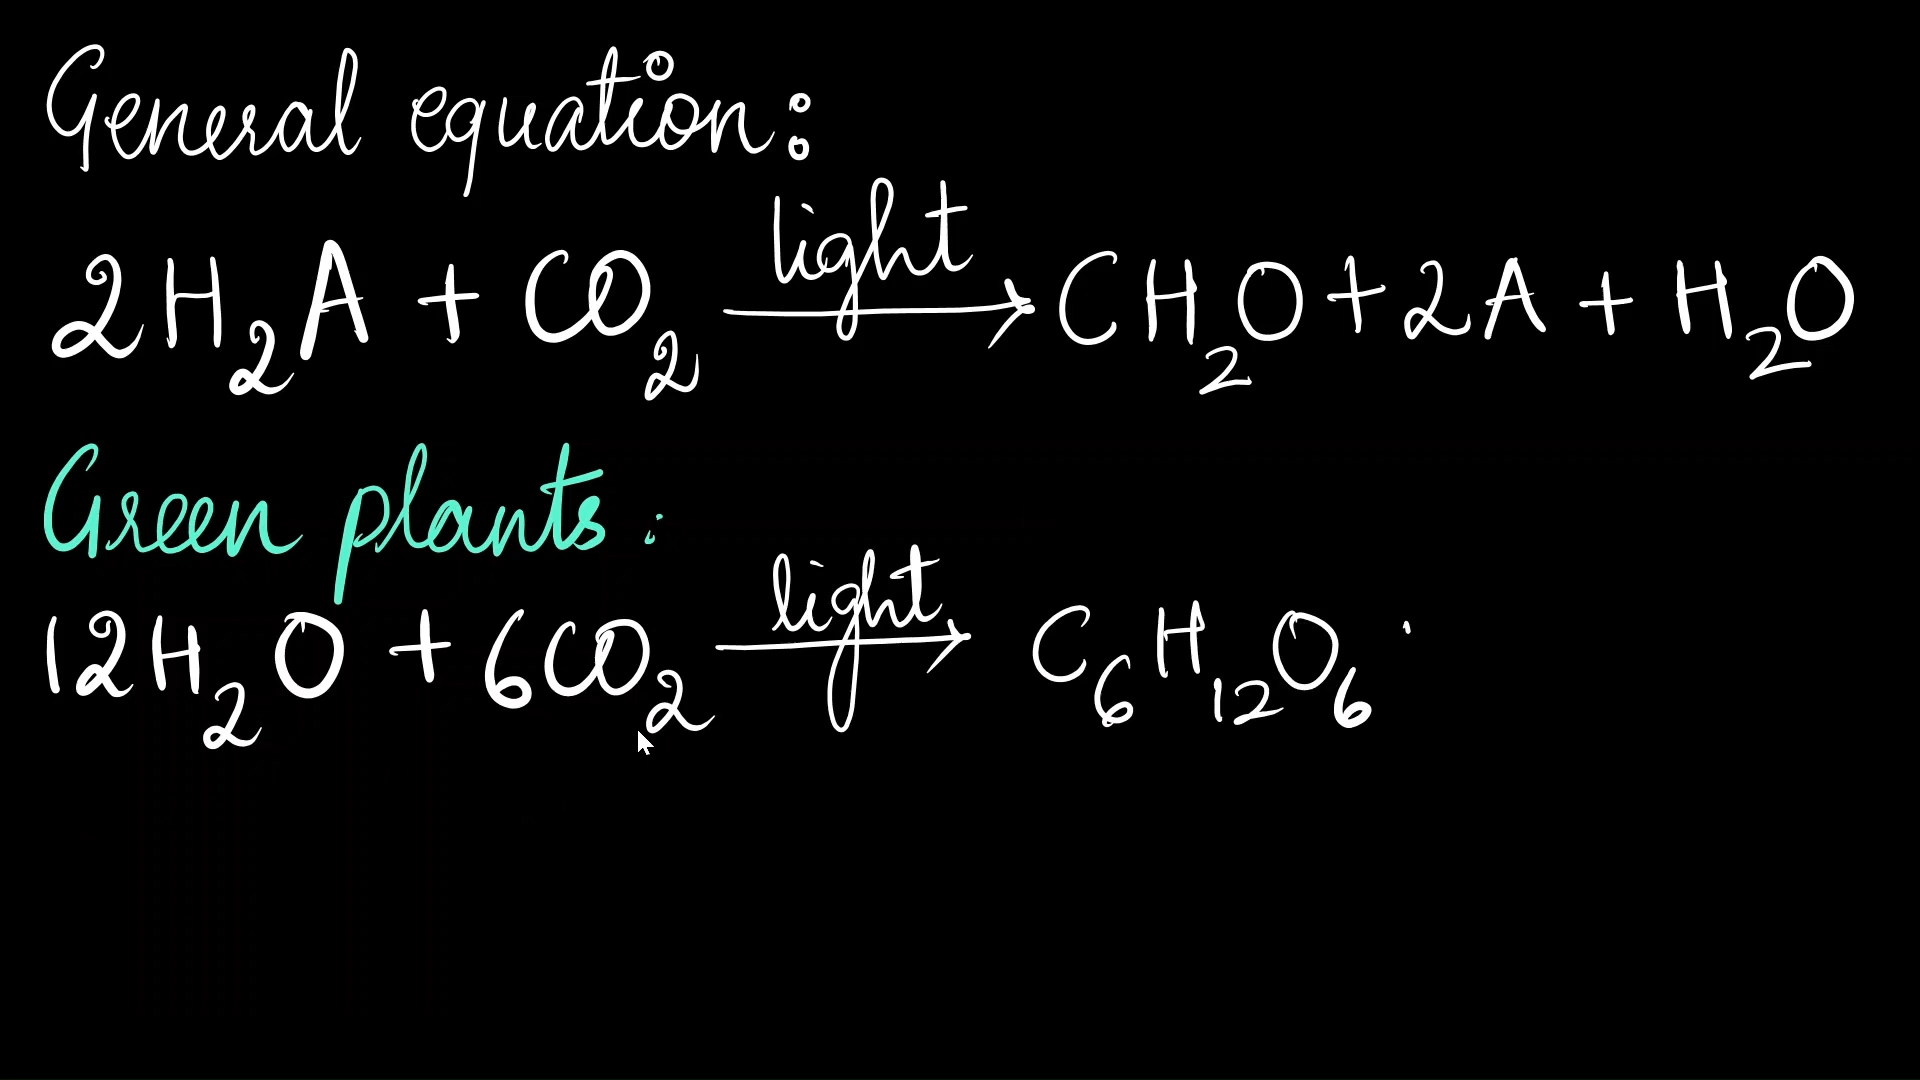 General equation:
2H₂A + CO₂ light → CH₂O + 2A + H₂O
Green plants:
12H₂O + 6CO₂ light → C₆H₁₂O₆